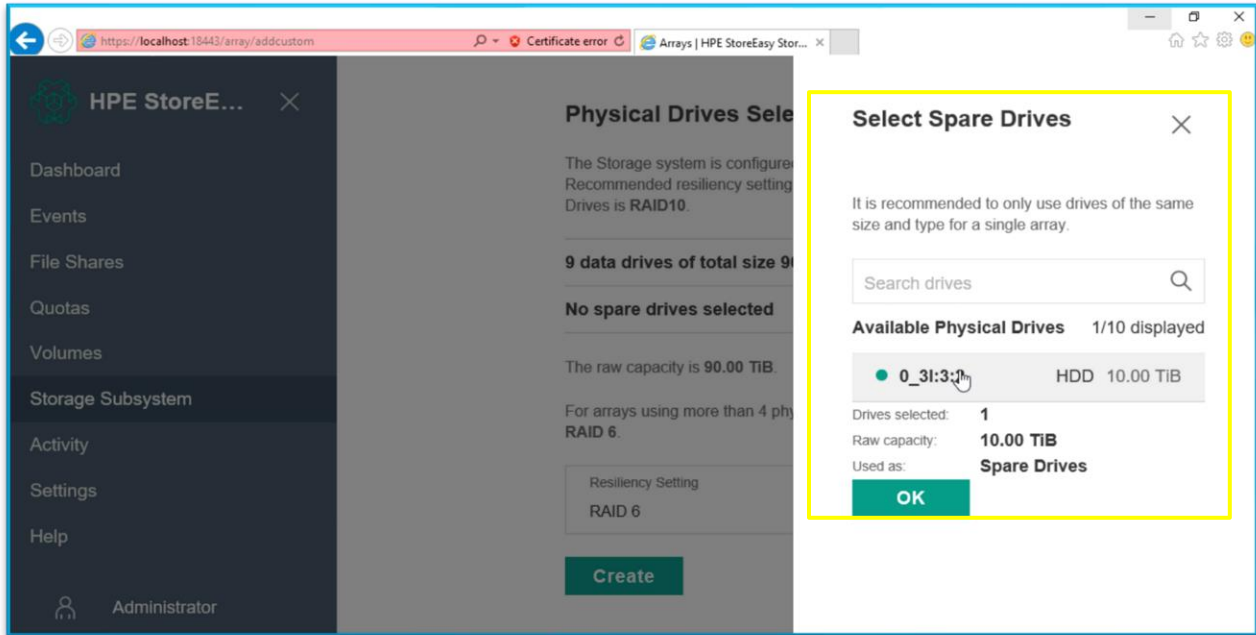 https://localhost:18443/array/addcustom
Certificate error
Arrays | HPE StoreEasy Stor...
HPE StoreE...
Dashboard
Events
File Shares
Quotas
Volumes
Storage Subsystem
Activity
Settings
Help
Administrator
Physical Drives Sele
The Storage system is configure
Recommended resiliency setting
Drives is RAID10.
9 data drives of total size 9
No spare drives selected
The raw capacity is 90.00 TiB.
For arrays using more than 4 phy
RAID 6.
Resiliency Setting
RAID 6
Create
Select Spare Drives
It is recommended to only use drives of the same
size and type for a single array.
Search drives
Available Physical Drives 1/10 displayed
HDD 10.00 TiB
Drives selected: 1
Raw capacity: 10.00 TiB
Used as: Spare Drives
OK